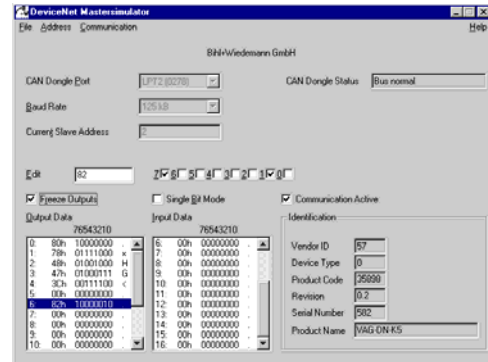 DeviceNet Mastersimulator
File Address Communication Help
Bihl+Wiedemann GmbH
CAN Dongle Port LPT2 (0278) CAN Dongle Status Bus normal
Baud Rate 125 kB
Current Slave Address 2
Edit 82 7 6 5 4 3 2 1 0
Freeze Outputs Single Bit Mode Communication Active
Output Data Input Data Identification
76543210 76543210
0: 80h 10000000 . 6: 00h 00000000 .
1: 78h 01111000 x 7: 00h 00000000 .
2: 48h 01001000 H 8: 00h 00000000 .
3: 47h 01000111 G 9: 00h 00000000 .
4: 3Ch 00111100 < 10: 00h 00000000 .
5: 00h 00000000 . 11: 00h 00000000 .
6: 82h 10000010 . 12: 00h 00000000 .
7: 00h 00000000 . 13: 00h 00000000 .
8: 00h 00000000 . 14: 00h 00000000 .
9: 00h 00000000 . 15: 00h 00000000 .
10: 00h 00000000 . 16: 00h 00000000 .
Vendor ID 57
Device Type 0
Product Code
Revision 0.2
Serial Number 582
Product Name VAG-DN-K5